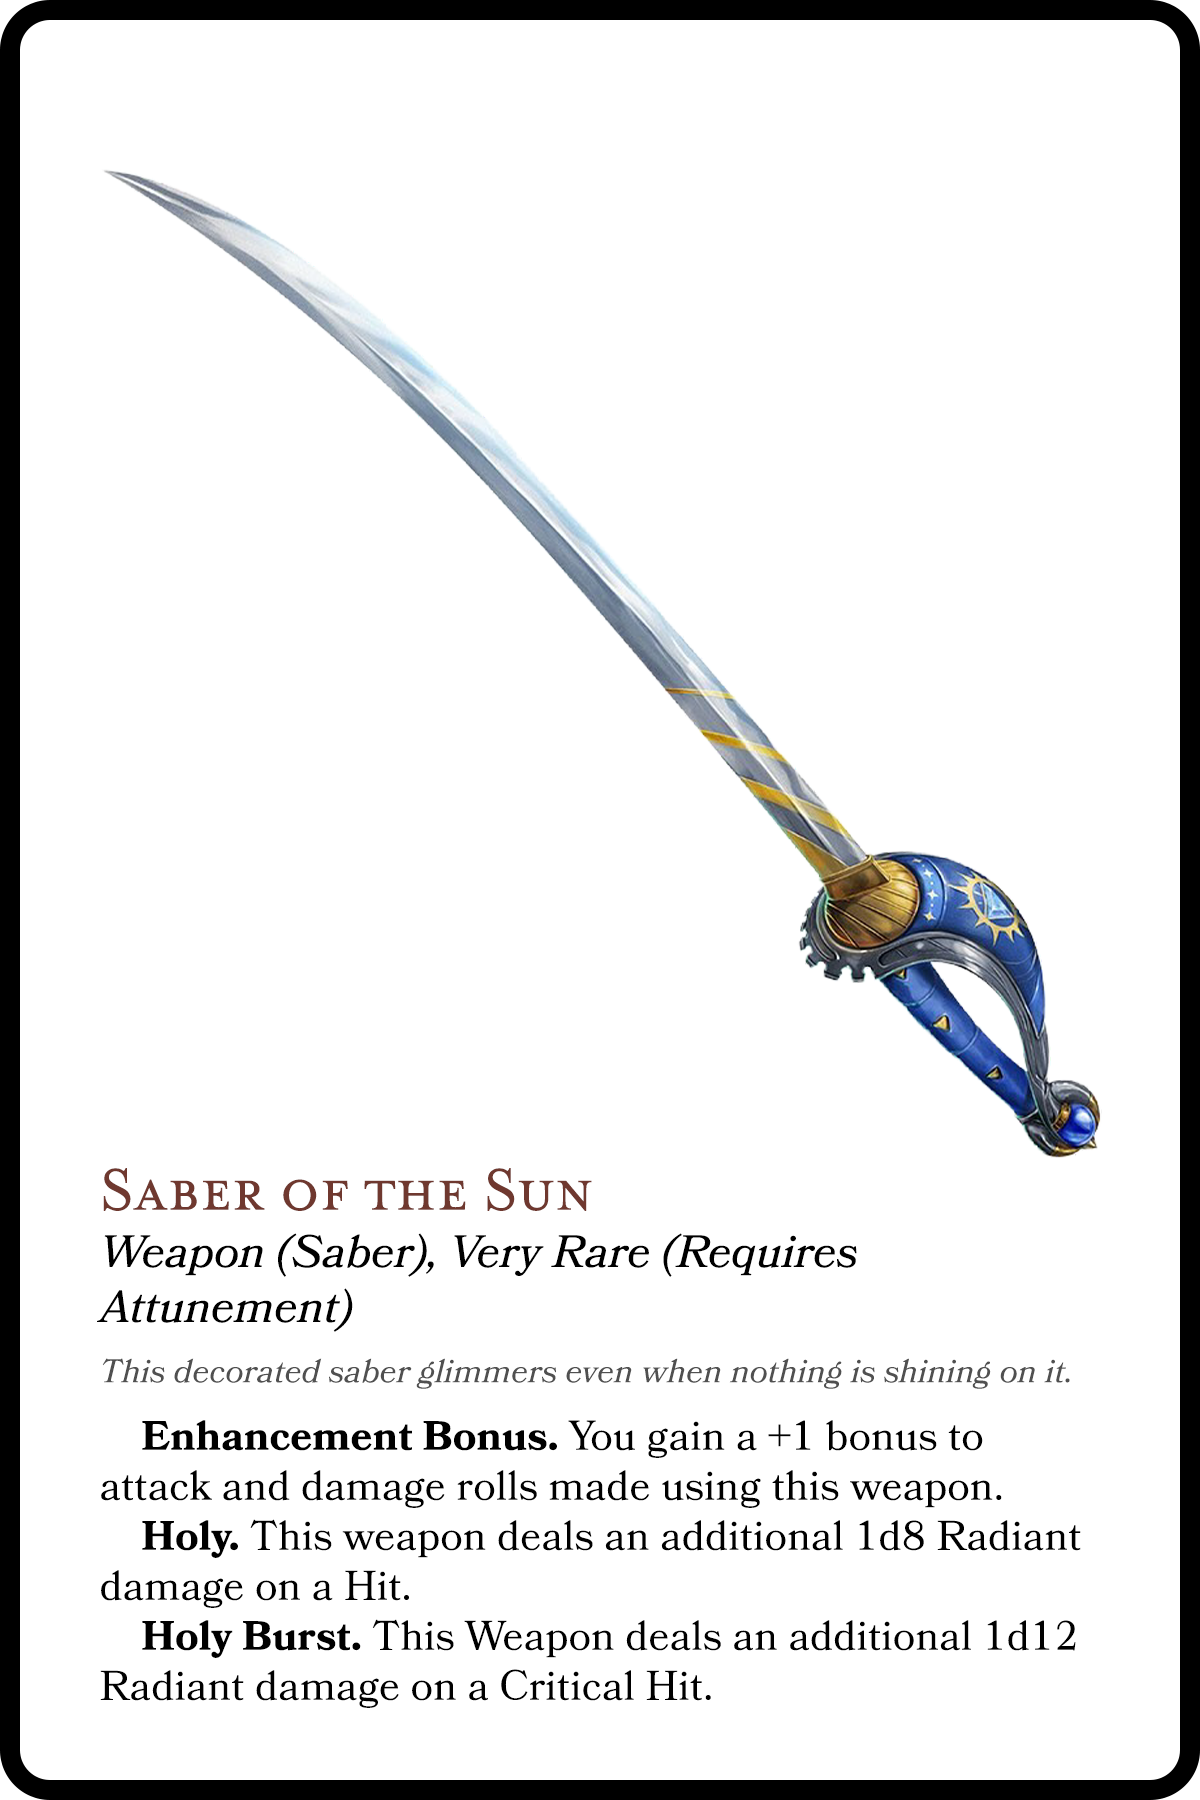 Saber of the Sun
Weapon (Saber), Very Rare (Requires
Attunement)
This decorated saber glimmers even when nothing is shining on it.
Enhancement Bonus. You gain a +1 bonus to
attack and damage rolls made using this weapon.
Holy. This weapon deals an additional 1d8 Radiant
damage on a Hit.
Holy Burst. This Weapon deals an additional 1d12
Radiant damage on a Critical Hit.